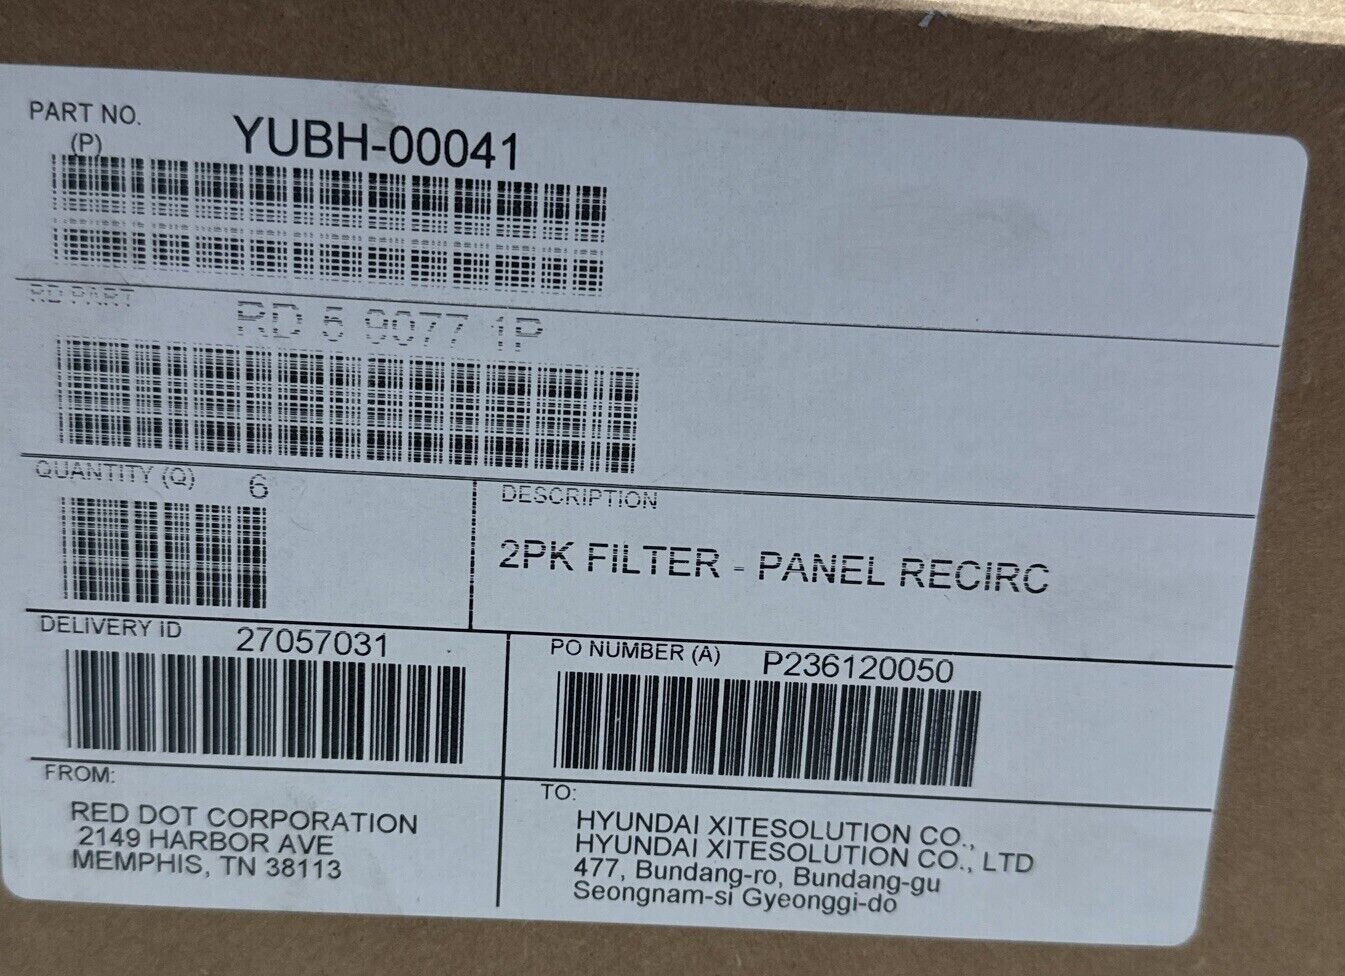 PART NO.
(P)
YUBH-00041
RD PART
RD 5 9077 1P
QUANTITY (Q)
6
DESCRIPTION
2PK FILTER - PANEL RECIRC
DELIVERY ID
27057031
PO NUMBER (A)
P236120050
FROM:
RED DOT CORPORATION
2149 HARBOR AVE
MEMPHIS, TN 38113
TO:
HYUNDAI XITESOLUTION CO.,
HYUNDAI XITESOLUTION CO., LTD
477, Bundang-ro, Bundang-gu
Seongnam-si Gyeonggi-do